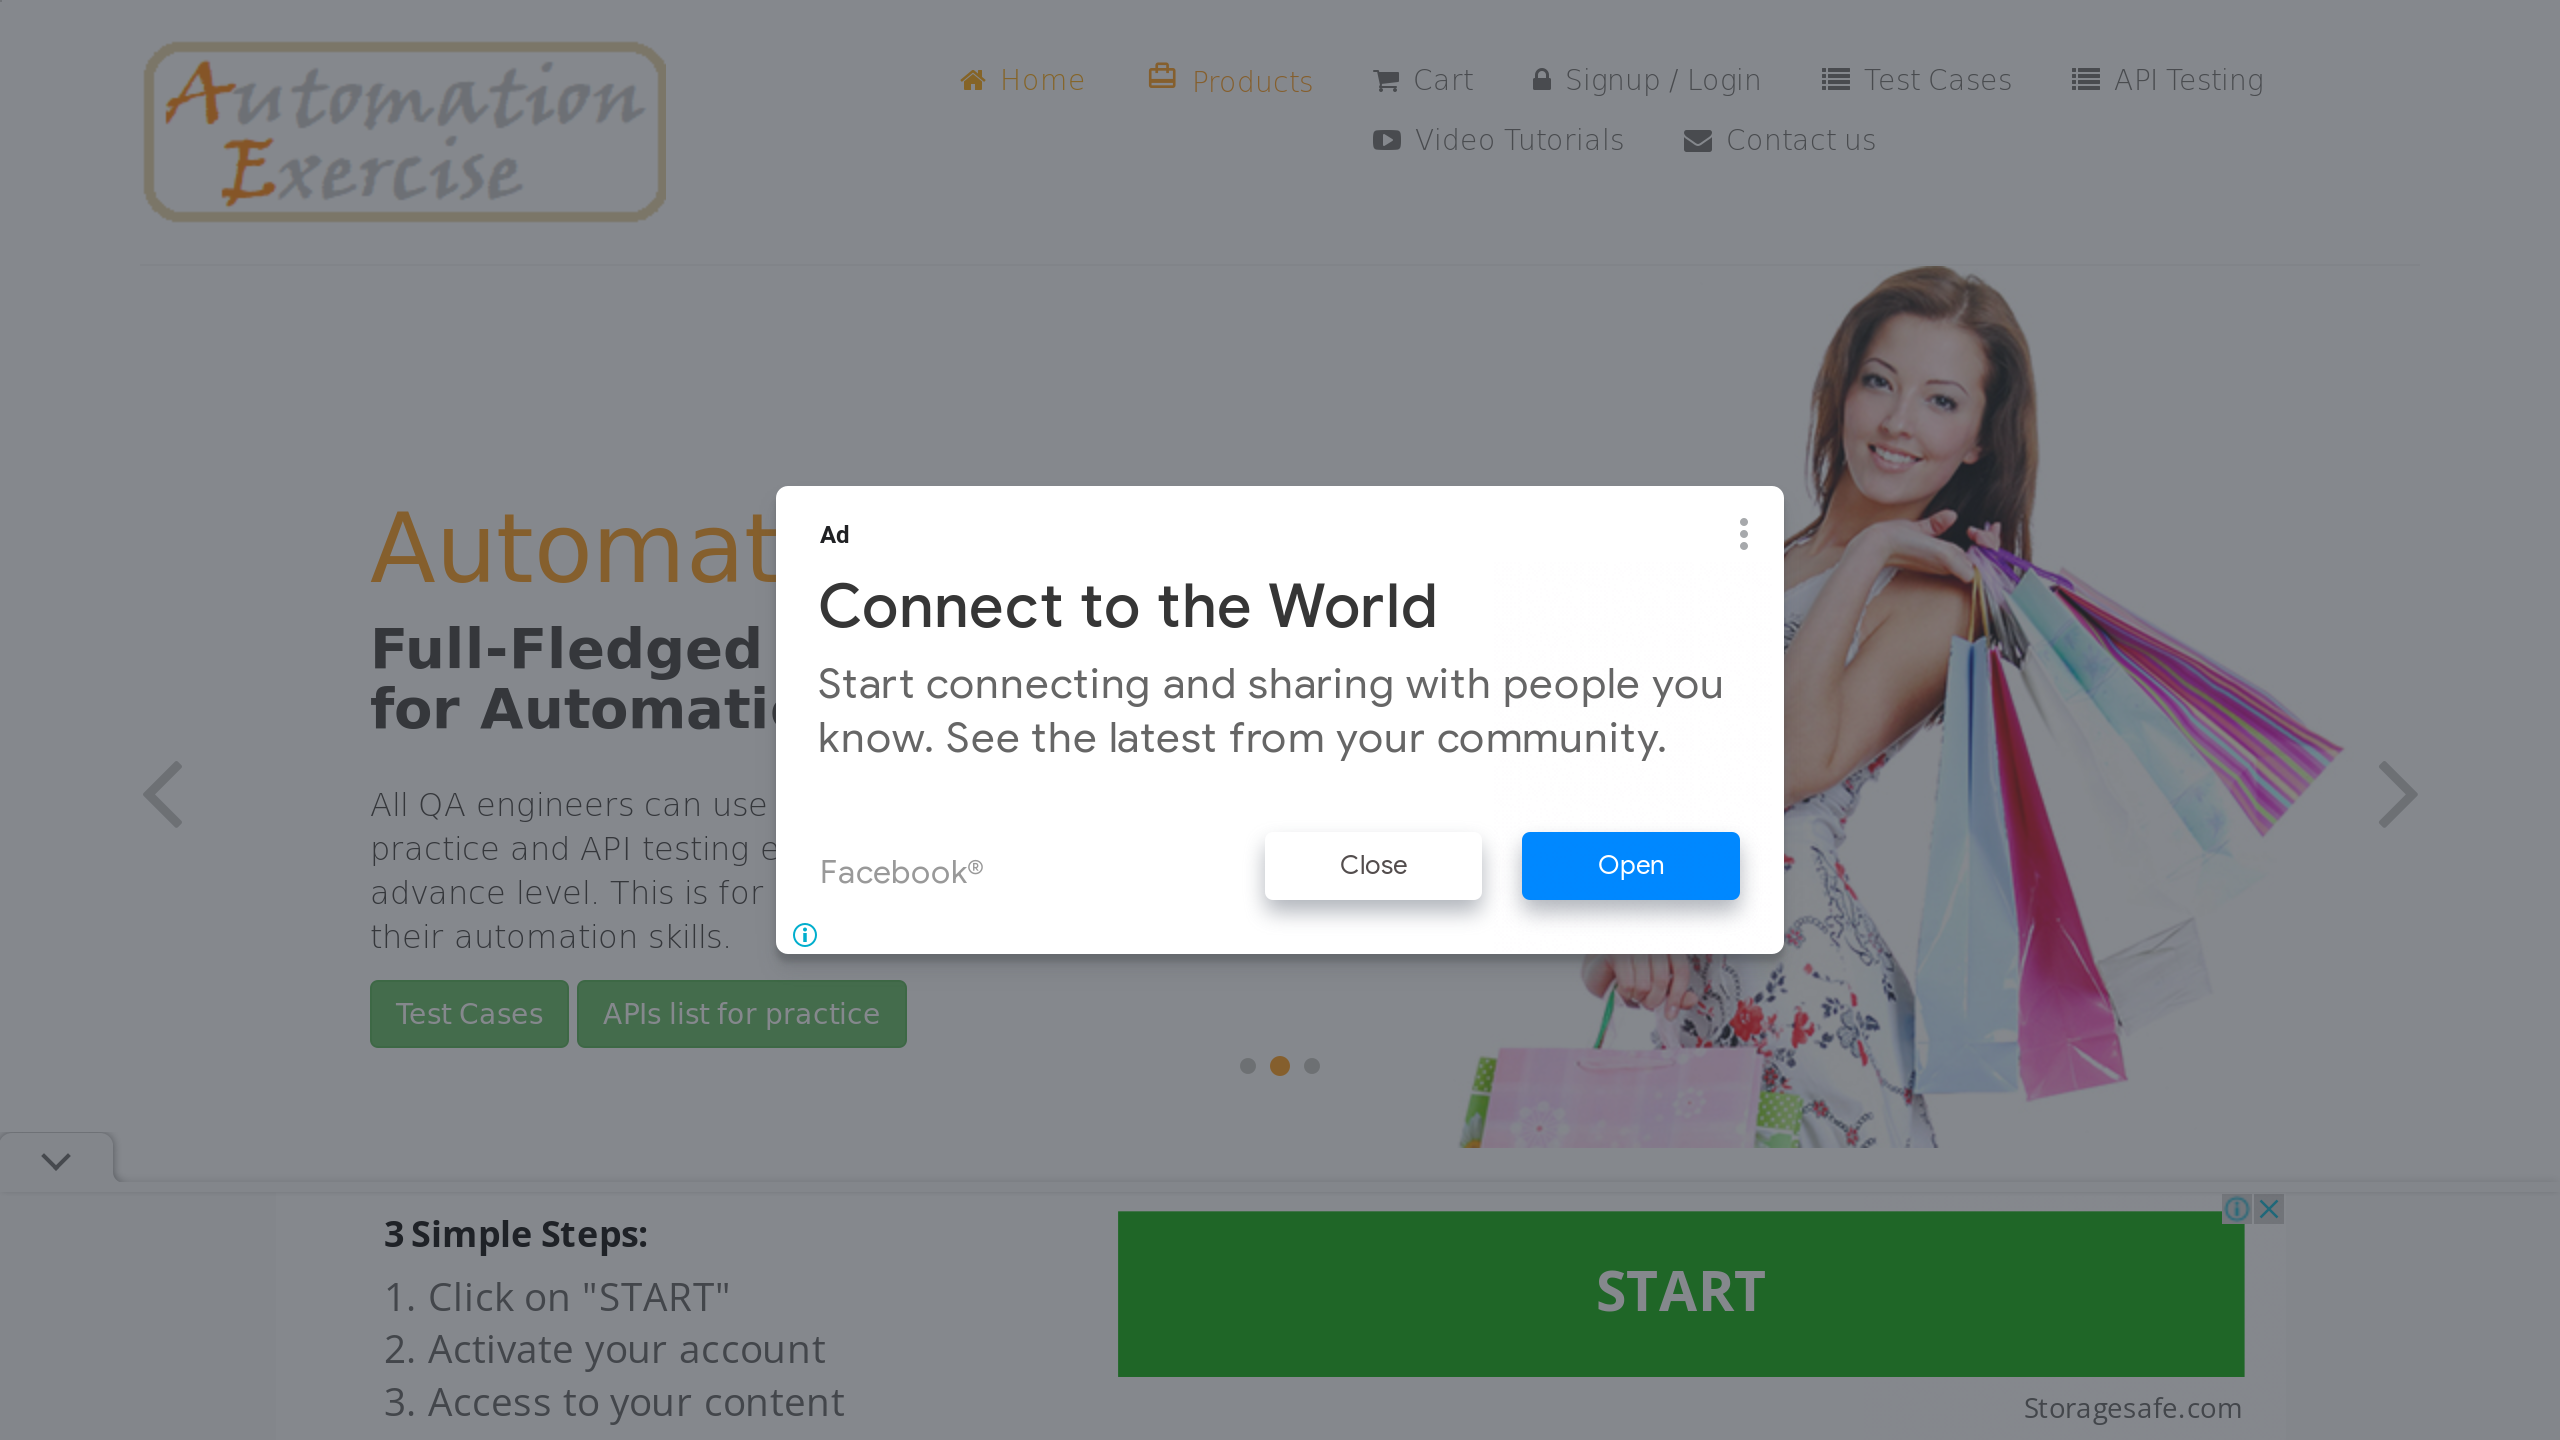 Automation
Exercise
Home
Products
Cart
Signup / Login
Test Cases
API Testing
Video Tutorials
Contact us
Automat
Full-Fledged
for Automati
All QA engineers can use
practice and API testing e
advance level. This is for
their automation skills.
Test Cases
APIs list for practice
Ad
Connect to the World
Start connecting and sharing with people you
know. See the latest from your community.
Facebook®
Close
Open
3 Simple Steps:
1. Click on "START"
2. Activate your account
3. Access to your content
START
Storagesafe.com